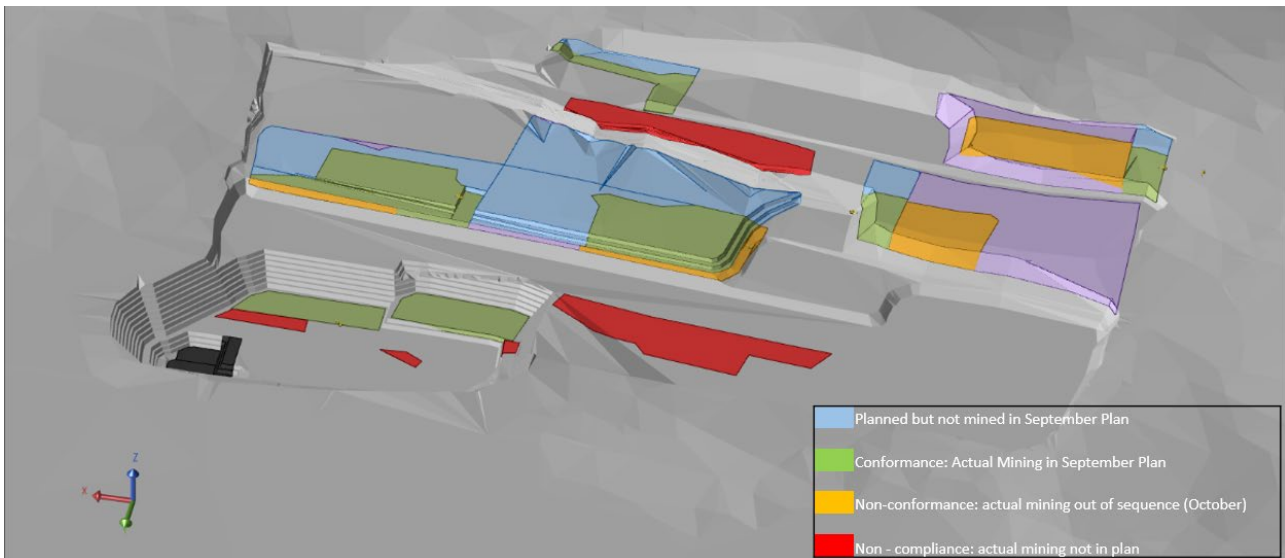 Planned but not mined in September Plan
Conformance: Actual Mining in September Plan
Non-conformance: actual mining out of sequence (October)
Non - compliance: actual mining not in plan
Z
X